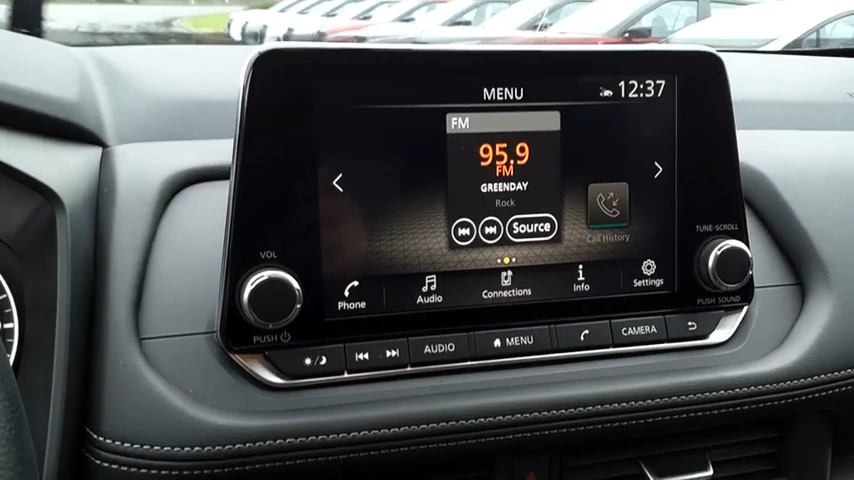 MENU
12:37
FM
95.9
FM
GREENDAY
Rock
Source
Call History
VOL
TUNE-SCROLL
Phone
Audio
Connections
Info
Settings
PUSH
PUSH SOUND
AUDIO
MENU
CAMERA